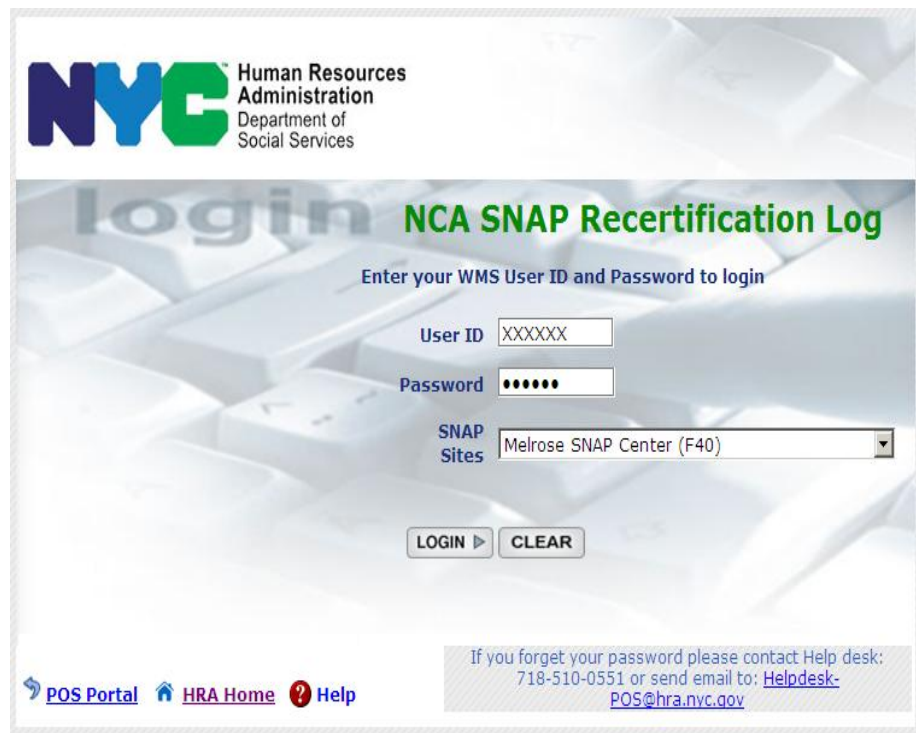 NYC™
Human Resources
Administration
Department of
Social Services
login
NCA SNAP Recertification Log
Enter your WMS User ID and Password to login
User ID XXXXXX
Password ••••••
SNAP
Sites
Melrose SNAP Center (F40)
LOGIN CLEAR
If you forget your password please contact Help desk:
718-510-0551 or send email to: Helpdesk-
POS@hra.nyc.gov
POS Portal HRA Home ? Help